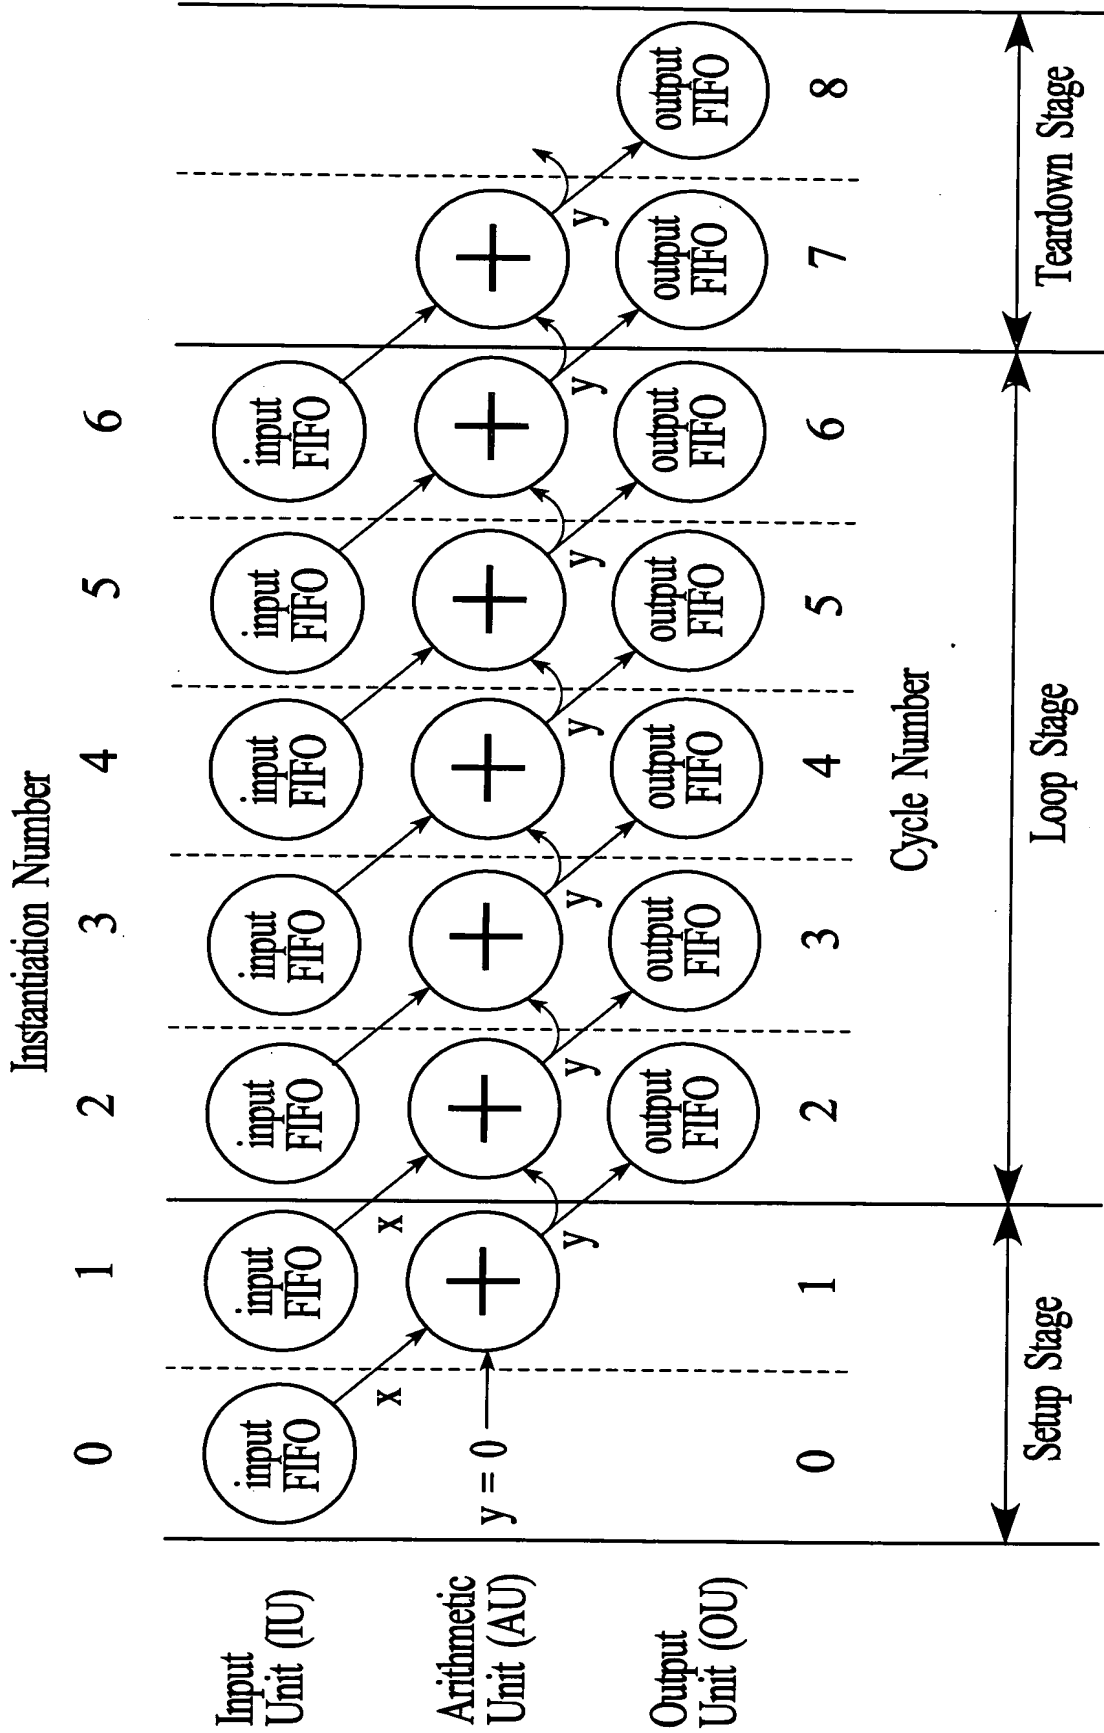 Instantiation Number
0 1 2 3 4 5 6
Input
Unit (IU)
input
FIFO
input
FIFO
input
FIFO
input
FIFO
input
FIFO
input
FIFO
input
FIFO
x
x
Arithmetic
Unit (AU)
y = 0
+
+
+
+
+
+
+
y
y
y
y
y
y
y
Output
Unit (OU)
output
FIFO
output
FIFO
output
FIFO
output
FIFO
output
FIFO
output
FIFO
output
FIFO
0 1 2 3 4 5 6 7 8
Cycle Number
Setup Stage
Loop Stage
Teardown Stage